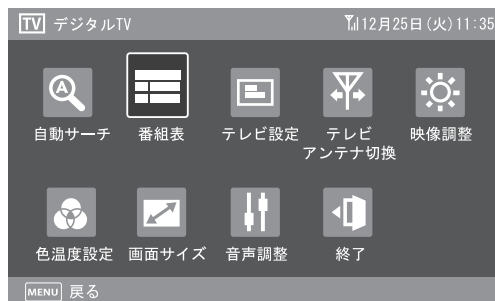 TV デジタルTV 12月25日(火)11:35
A
自動サーチ 番組表 テレビ設定 テレビ 映像調整
アンテナ切換
色温度設定 画面サイズ 音声調整 終了
MENU 戻る